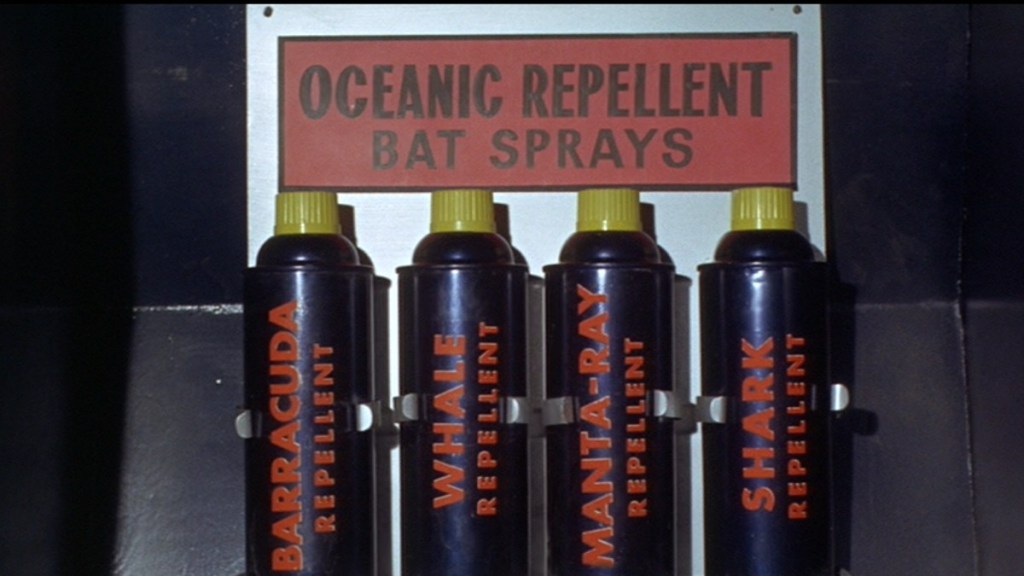 OCEANIC REPELLENT
BAT SPRAYS
BARRACUDA
REPELLENT
WHALE
REPELLENT
MANTA-RAY
REPELLENT
SHARK
REPELLENT